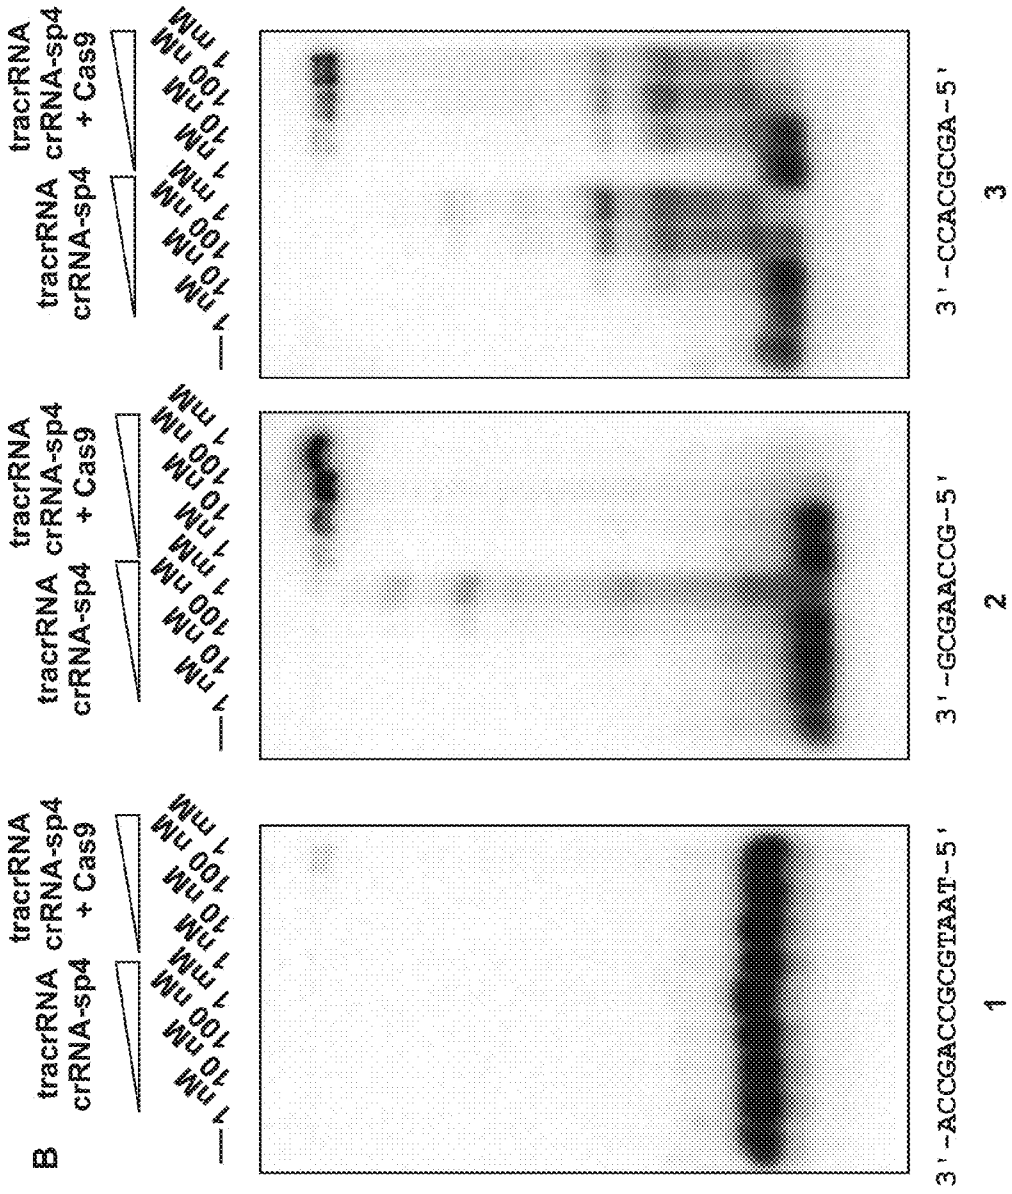 B
tracrRNA
crRNA-sp4
tracrRNA
crRNA-sp4
+ Cas9
— 1 nM 10 nM 100 nM 1 mM 1 nM 10 nM 100 nM 1 mM
3'-ACCGACCGCGTAAT-5'
1
tracrRNA
crRNA-sp4
tracrRNA
crRNA-sp4
+ Cas9
— 1 nM 10 nM 100 nM 1 mM 1 nM 10 nM 100 nM 1 mM
3'-GCGAACCG-5'
2
tracrRNA
crRNA-sp4
tracrRNA
crRNA-sp4
+ Cas9
— 1 nM 10 nM 100 nM 1 mM 1 nM 10 nM 100 nM 1 mM
3'-CCACGCGA-5'
3